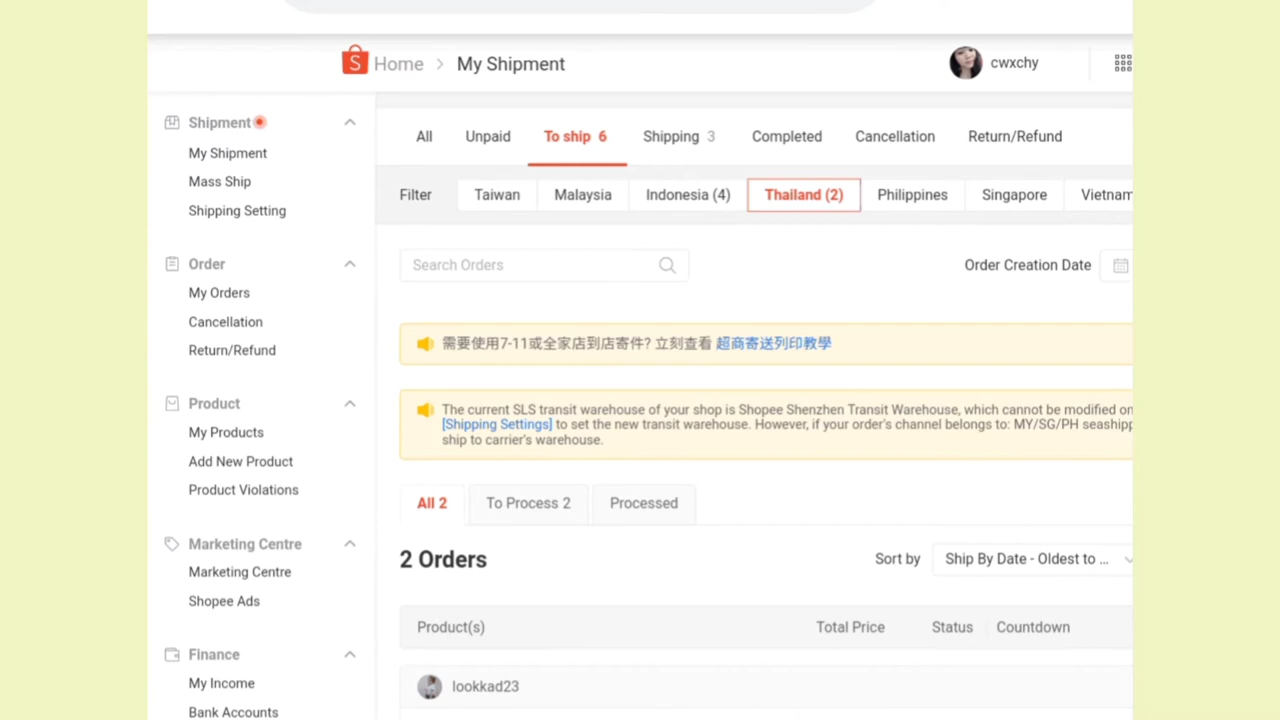 Home > My Shipment
cwxchy
Shipment
My Shipment
Mass Ship
Shipping Setting
Order
My Orders
Cancellation
Return/Refund
Product
My Products
Add New Product
Product Violations
Marketing Centre
Marketing Centre
Shopee Ads
Finance
My Income
Bank Accounts
All Unpaid To ship 6 Shipping 3 Completed Cancellation Return/Refund
Filter Taiwan Malaysia Indonesia (4) Thailand (2) Philippines Singapore Vietnam
Search Orders
Order Creation Date
需要使用7-11或全家店到店寄件? 立刻查看 超商寄送列印教學
The current SLS transit warehouse of your shop is Shopee Shenzhen Transit Warehouse, which cannot be modified on
[Shipping Settings] to set the new transit warehouse. However, if your order's channel belongs to: MY/SG/PH seashipp
ship to carrier's warehouse.
All 2 To Process 2 Processed
2 Orders
Sort by Ship By Date - Oldest to ...
Product(s) Total Price Status Countdown
lookkad23